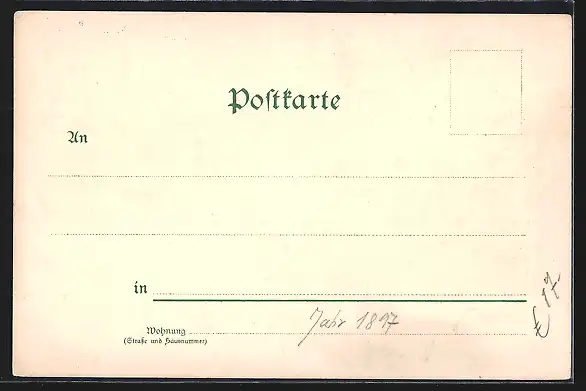 Postkarte
An
in
Wohnung
(Straße und Hausnummer)
Jahr 1897